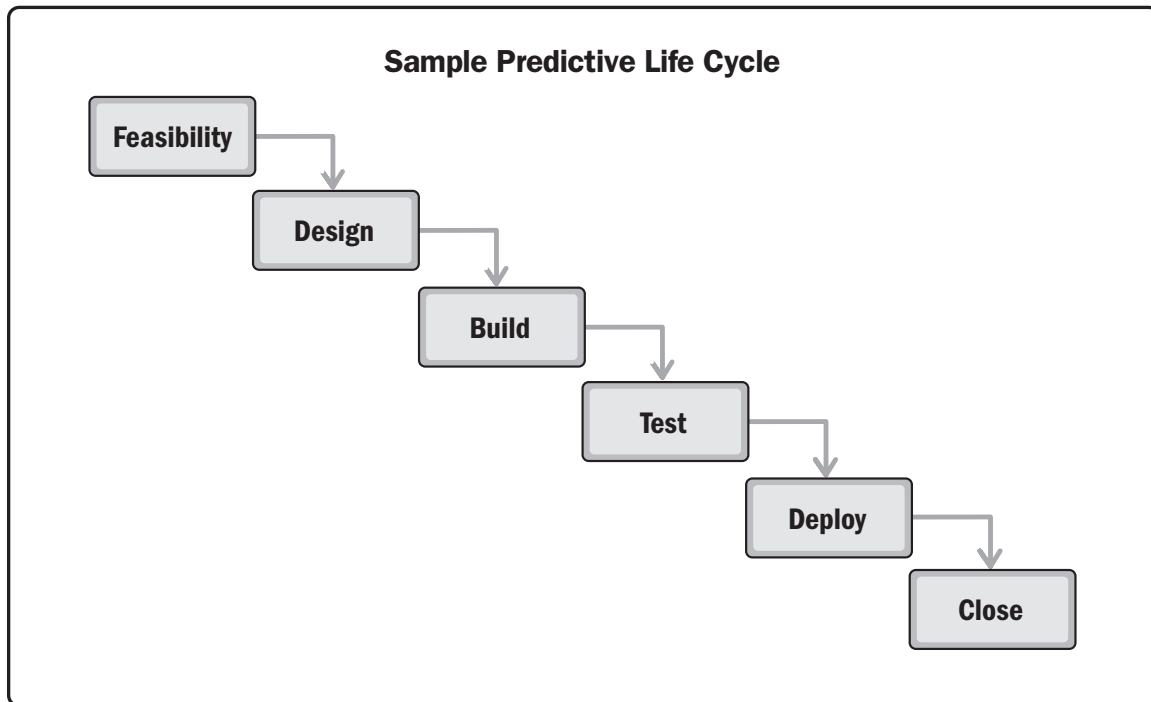 Sample Predictive Life Cycle
Feasibility
Design
Build
Test
Deploy
Close